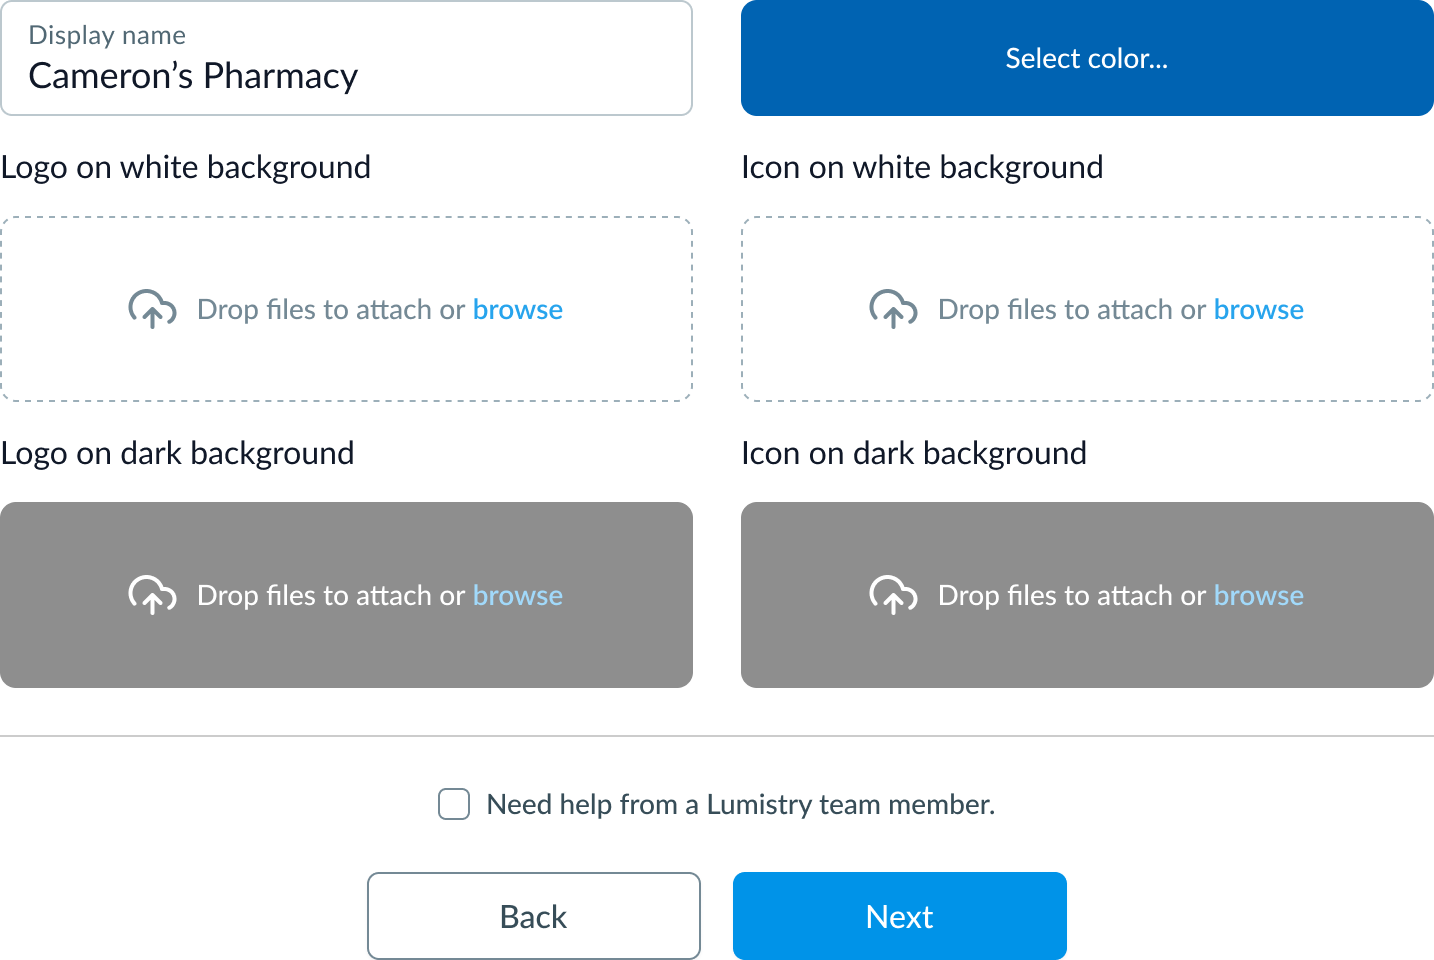 Display name
Cameron’s Pharmacy
Select color...
Logo on white background
Icon on white background
Drop files to attach or browse
Drop files to attach or browse
Logo on dark background
Icon on dark background
Drop files to attach or browse
Drop files to attach or browse
Need help from a Lumistry team member.
Back
Next